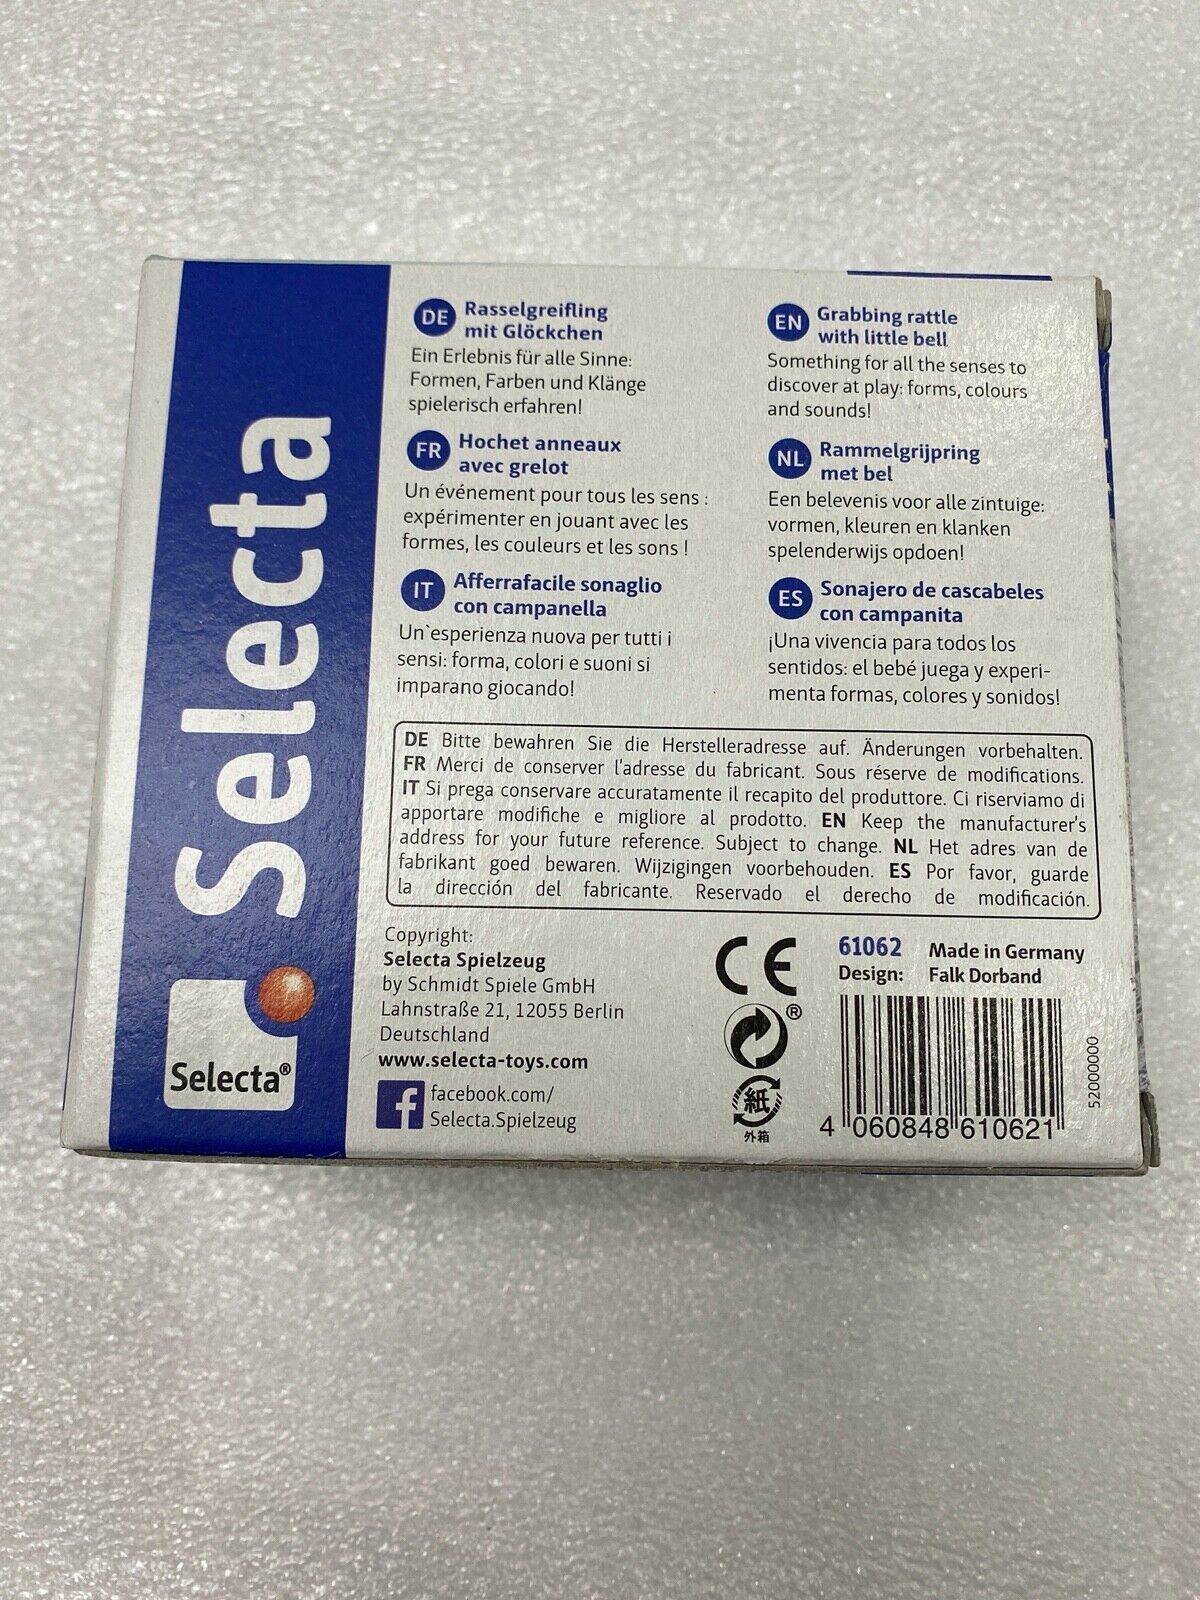 Selecta
Selecta®
DE Rasselgreifling
mit Glöckchen
Ein Erlebnis für alle Sinne:
Formen, Farben und Klänge
spielerisch erfahren!
FR Hochet anneaux
avec grelot
Un événement pour tous les sens :
expérimenter en jouant avec les
formes, les couleurs et les sons !
IT Afferrafacile sonaglio
con campanella
Un`esperienza nuova per tutti i
sensi: forma, colori e suoni si
imparano giocando!
EN Grabbing rattle
with little bell
Something for all the senses to
discover at play: forms, colours
and sounds!
NL Rammelgrijpring
met bel
Een belevenis voor alle zintuige:
vormen, kleuren en klanken
spelenderwijs opdoen!
ES Sonajero de cascabeles
con campanita
¡Una vivencia para todos los
sentidos: el bebé juega y experi-
menta formas, colores y sonidos!
DE Bitte bewahren Sie die Herstelleradresse auf. Änderungen vorbehalten.
FR Merci de conserver l'adresse du fabricant. Sous réserve de modifications.
IT Si prega conservare accuratamente il recapito del produttore. Ci riserviamo di
apportare modifiche e migliore al prodotto. EN Keep the manufacturer's
address for your future reference. Subject to change. NL Het adres van de
fabrikant goed bewaren. Wijzigingen voorbehouden. ES Por favor, guarde
la dirección del fabricante. Reservado el derecho de modificación.
Copyright:
Selecta Spielzeug
by Schmidt Spiele GmbH
Lahnstraße 21, 12055 Berlin
Deutschland
www.selecta-toys.com
f facebook.com/
Selecta.Spielzeug
CE
®
紙
外箱
61062 Made in Germany
Design: Falk Dorband
4 060848 610621
52000000